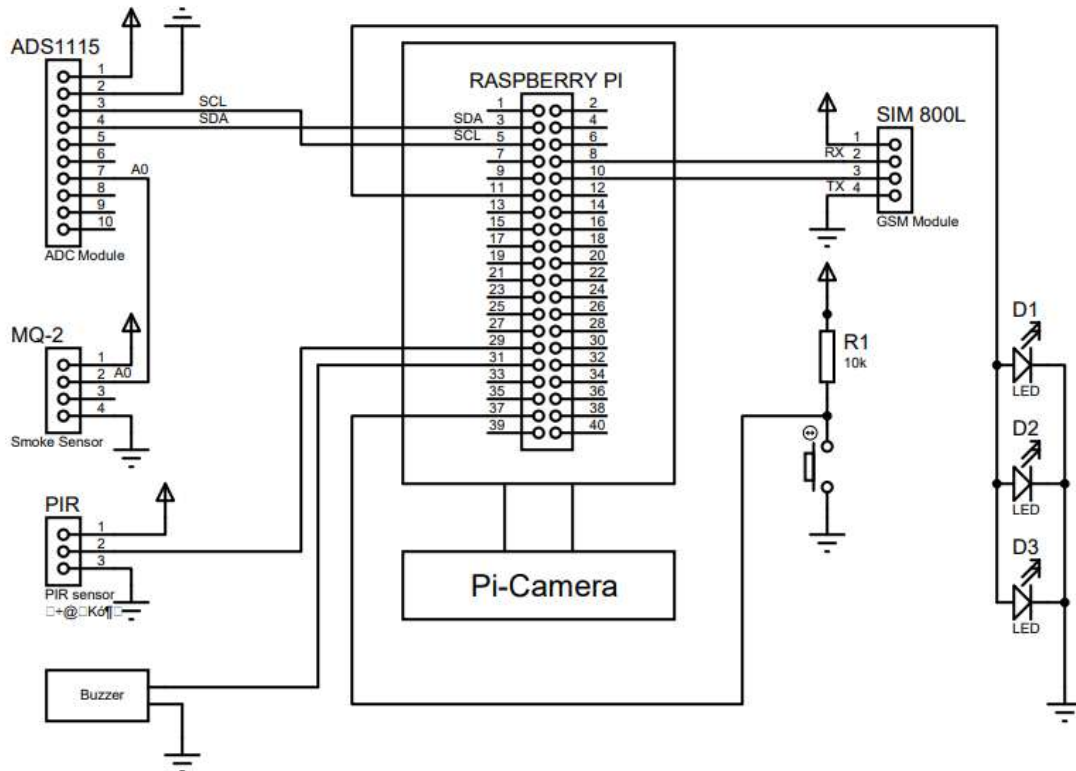 ADS1115
1
2
3 SCL
4 SDA
5
6
7 A0
8
9
10
ADC Module
MQ-2
1
2 A0
3
4
Smoke Sensor
PIR
1
2
3
PIR sensor
Buzzer
RASPBERRY PI
1 2
SDA 3 4
SCL 5 6
7 8
9 10
11 12
13 14
15 16
17 18
19 20
21 22
23 24
25 26
27 28
29 30
31 32
33 34
35 36
37 38
39 40
Pi-Camera
SIM 800L
1
RX 2
3
TX 4
GSM Module
R1
10k
D1
LED
D2
LED
D3
LED